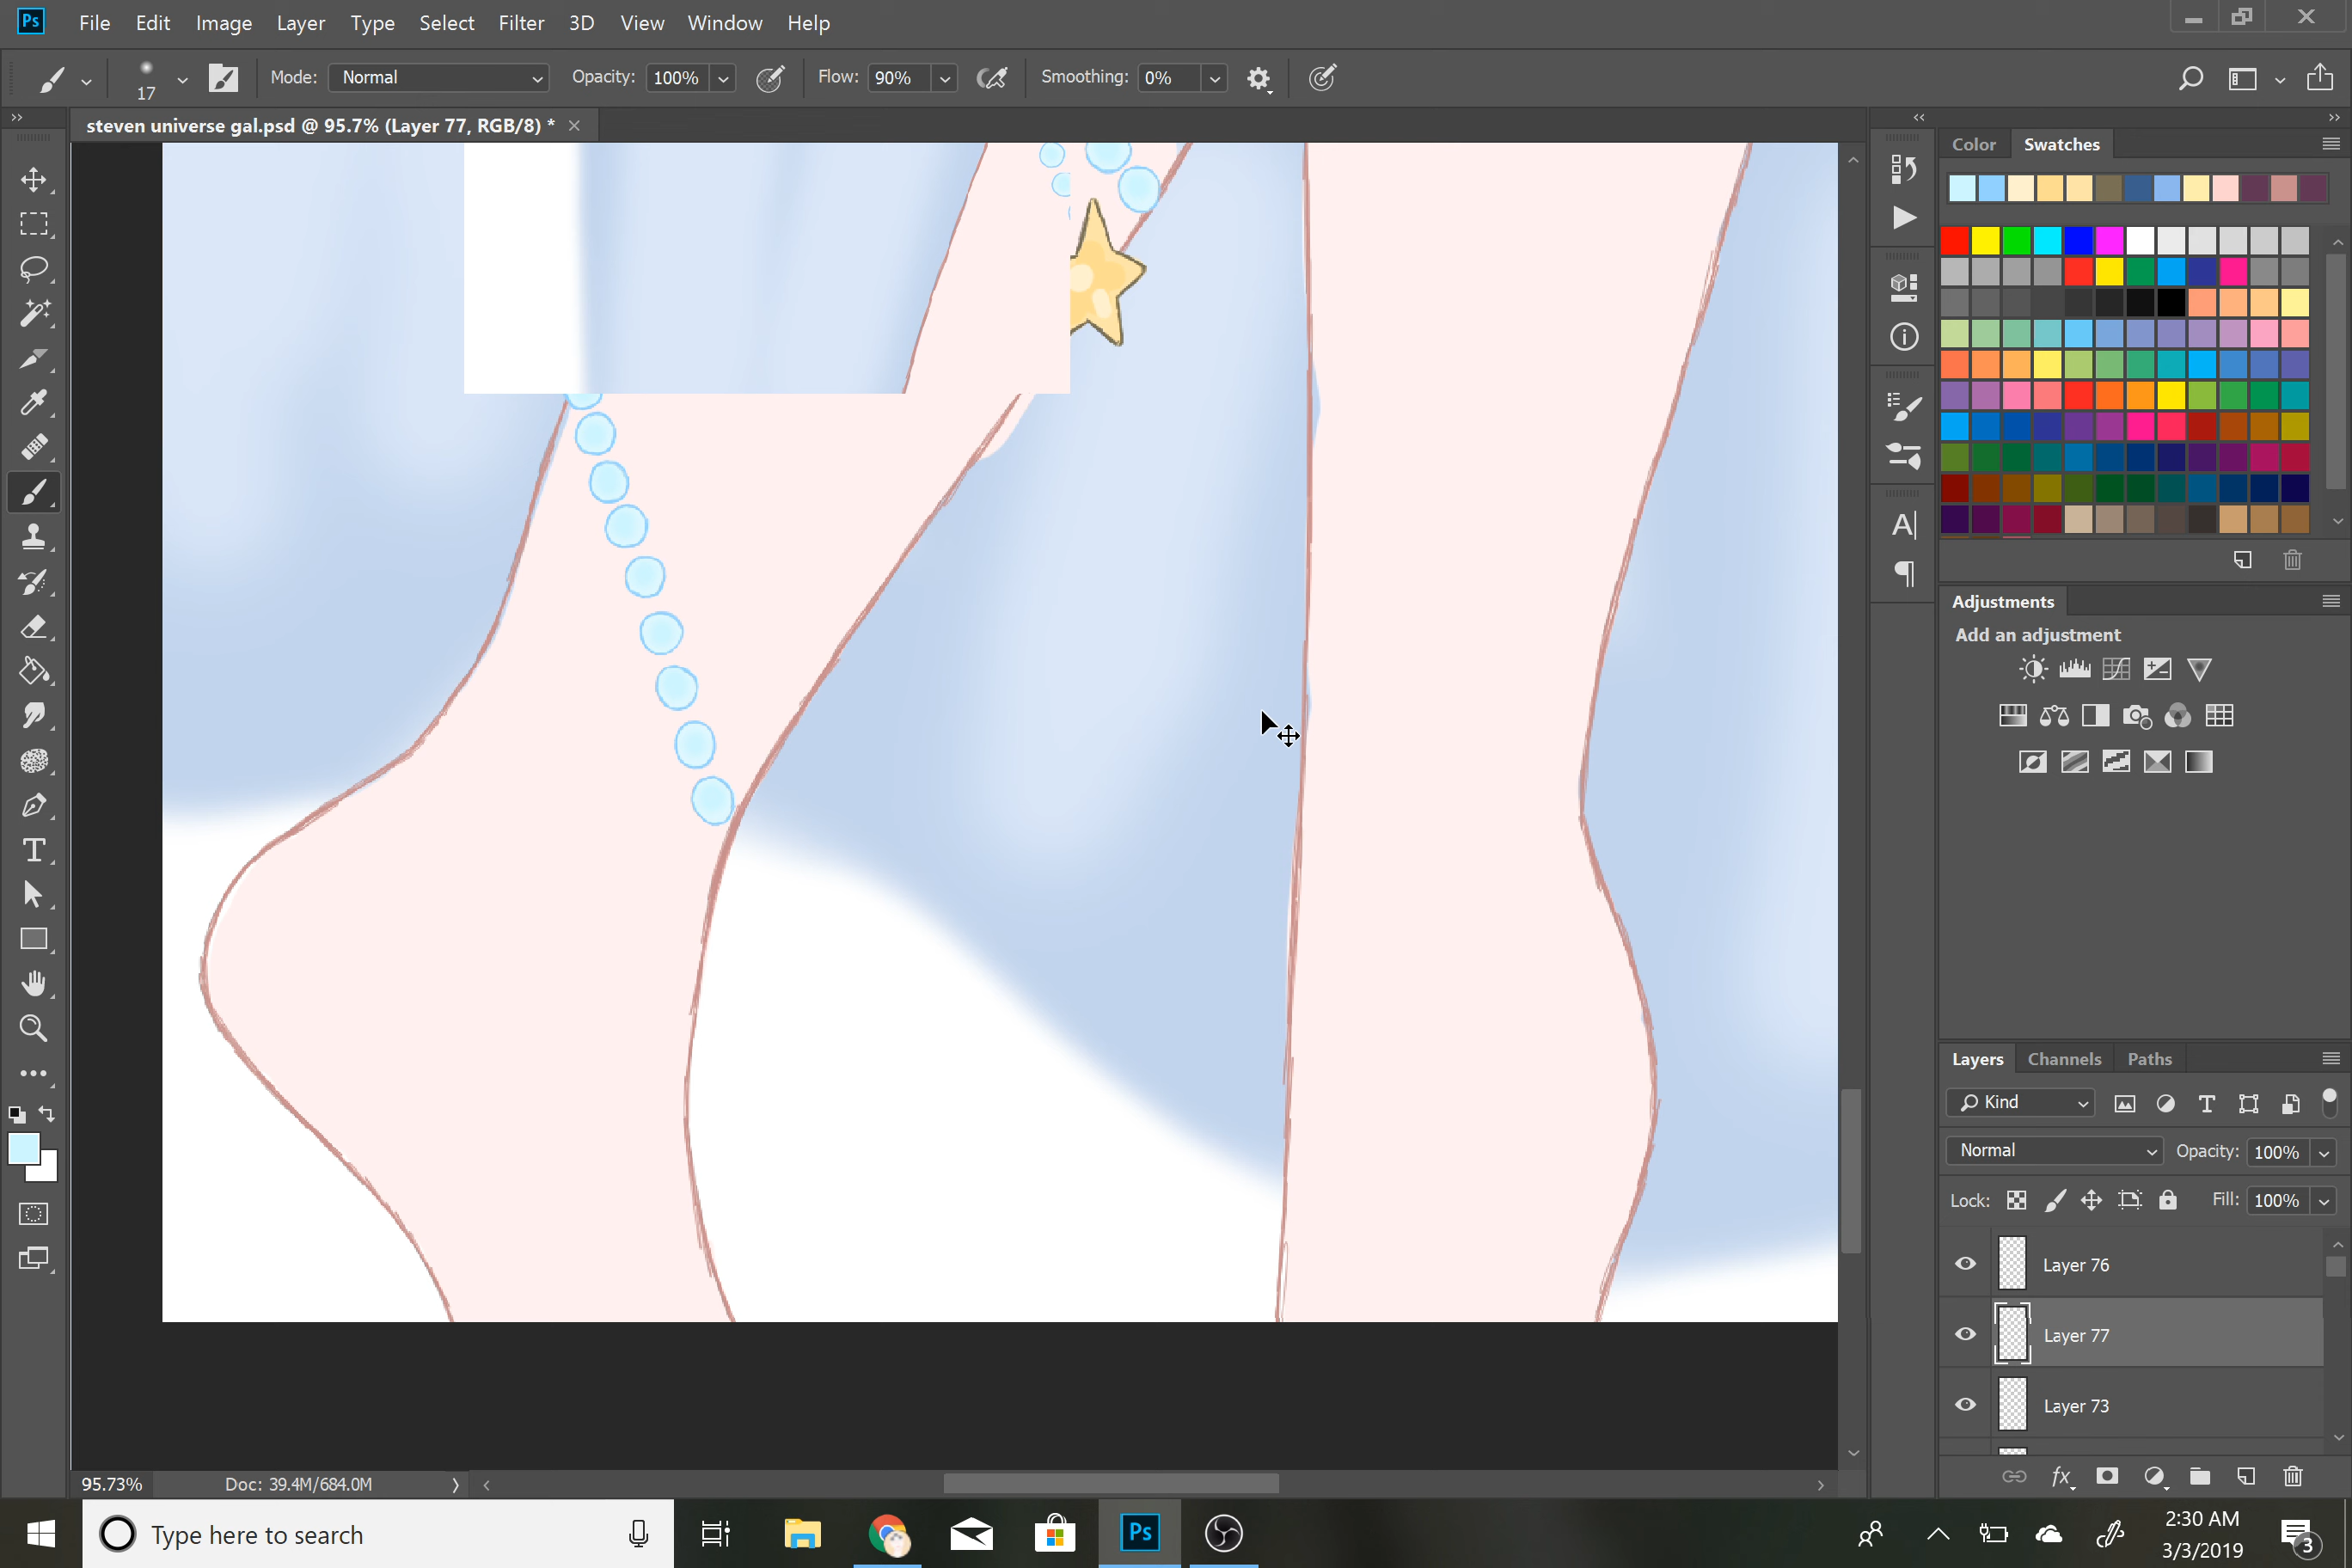 Ps File Edit Image Layer Type Select Filter 3D View Window Help
17 Mode: Normal Opacity: 100% Flow: 90% Smoothing: 0%
steven universe gal.psd @ 95.7% (Layer 77, RGB/8) *
Color Swatches
Adjustments
Add an adjustment
Layers Channels Paths
Kind
Normal Opacity: 100%
Lock: Fill: 100%
Layer 76
Layer 77
Layer 73
95.73% Doc: 39.4M/684.0M
Type here to search Ps 2:30 AM
3/3/2019 3